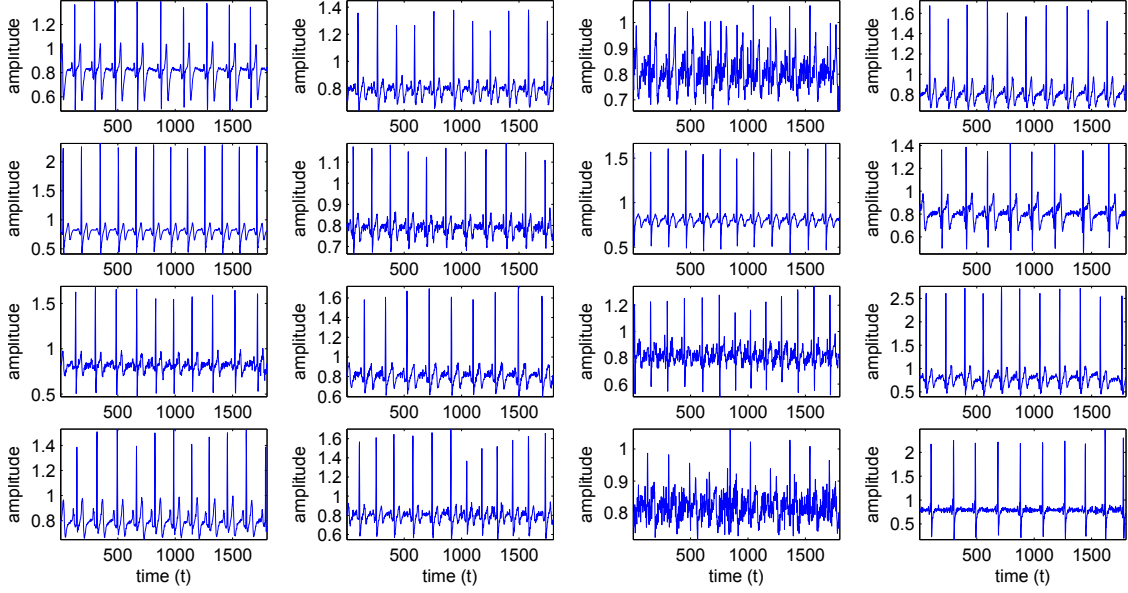 amplitude 0.6 0.8 1 1.2 500 1000 1500
amplitude 0.8 1 1.2 1.4 500 1000 1500
amplitude 0.7 0.8 0.9 1 500 1000 1500
amplitude 0.8 1 1.2 1.4 1.6 500 1000 1500
amplitude 0.5 1 1.5 2 500 1000 1500
amplitude 0.7 0.8 0.9 1 1.1 500 1000 1500
amplitude 0.5 1 1.5 500 1000 1500
amplitude 0.6 0.8 1 1.2 1.4 500 1000 1500
amplitude 0.5 1 1.5 500 1000 1500
amplitude 0.6 0.8 1 1.2 1.4 1.6 500 1000 1500
amplitude 0.6 0.8 1 1.2 500 1000 1500
amplitude 0.5 1 1.5 2 2.5 500 1000 1500
amplitude 0.8 1 1.2 1.4 500 1000 1500 time (t)
amplitude 0.6 0.8 1 1.2 1.4 1.6 500 1000 1500 time (t)
amplitude 0.8 0.9 1 500 1000 1500 time (t)
amplitude 0.5 1 1.5 2 500 1000 1500 time (t)